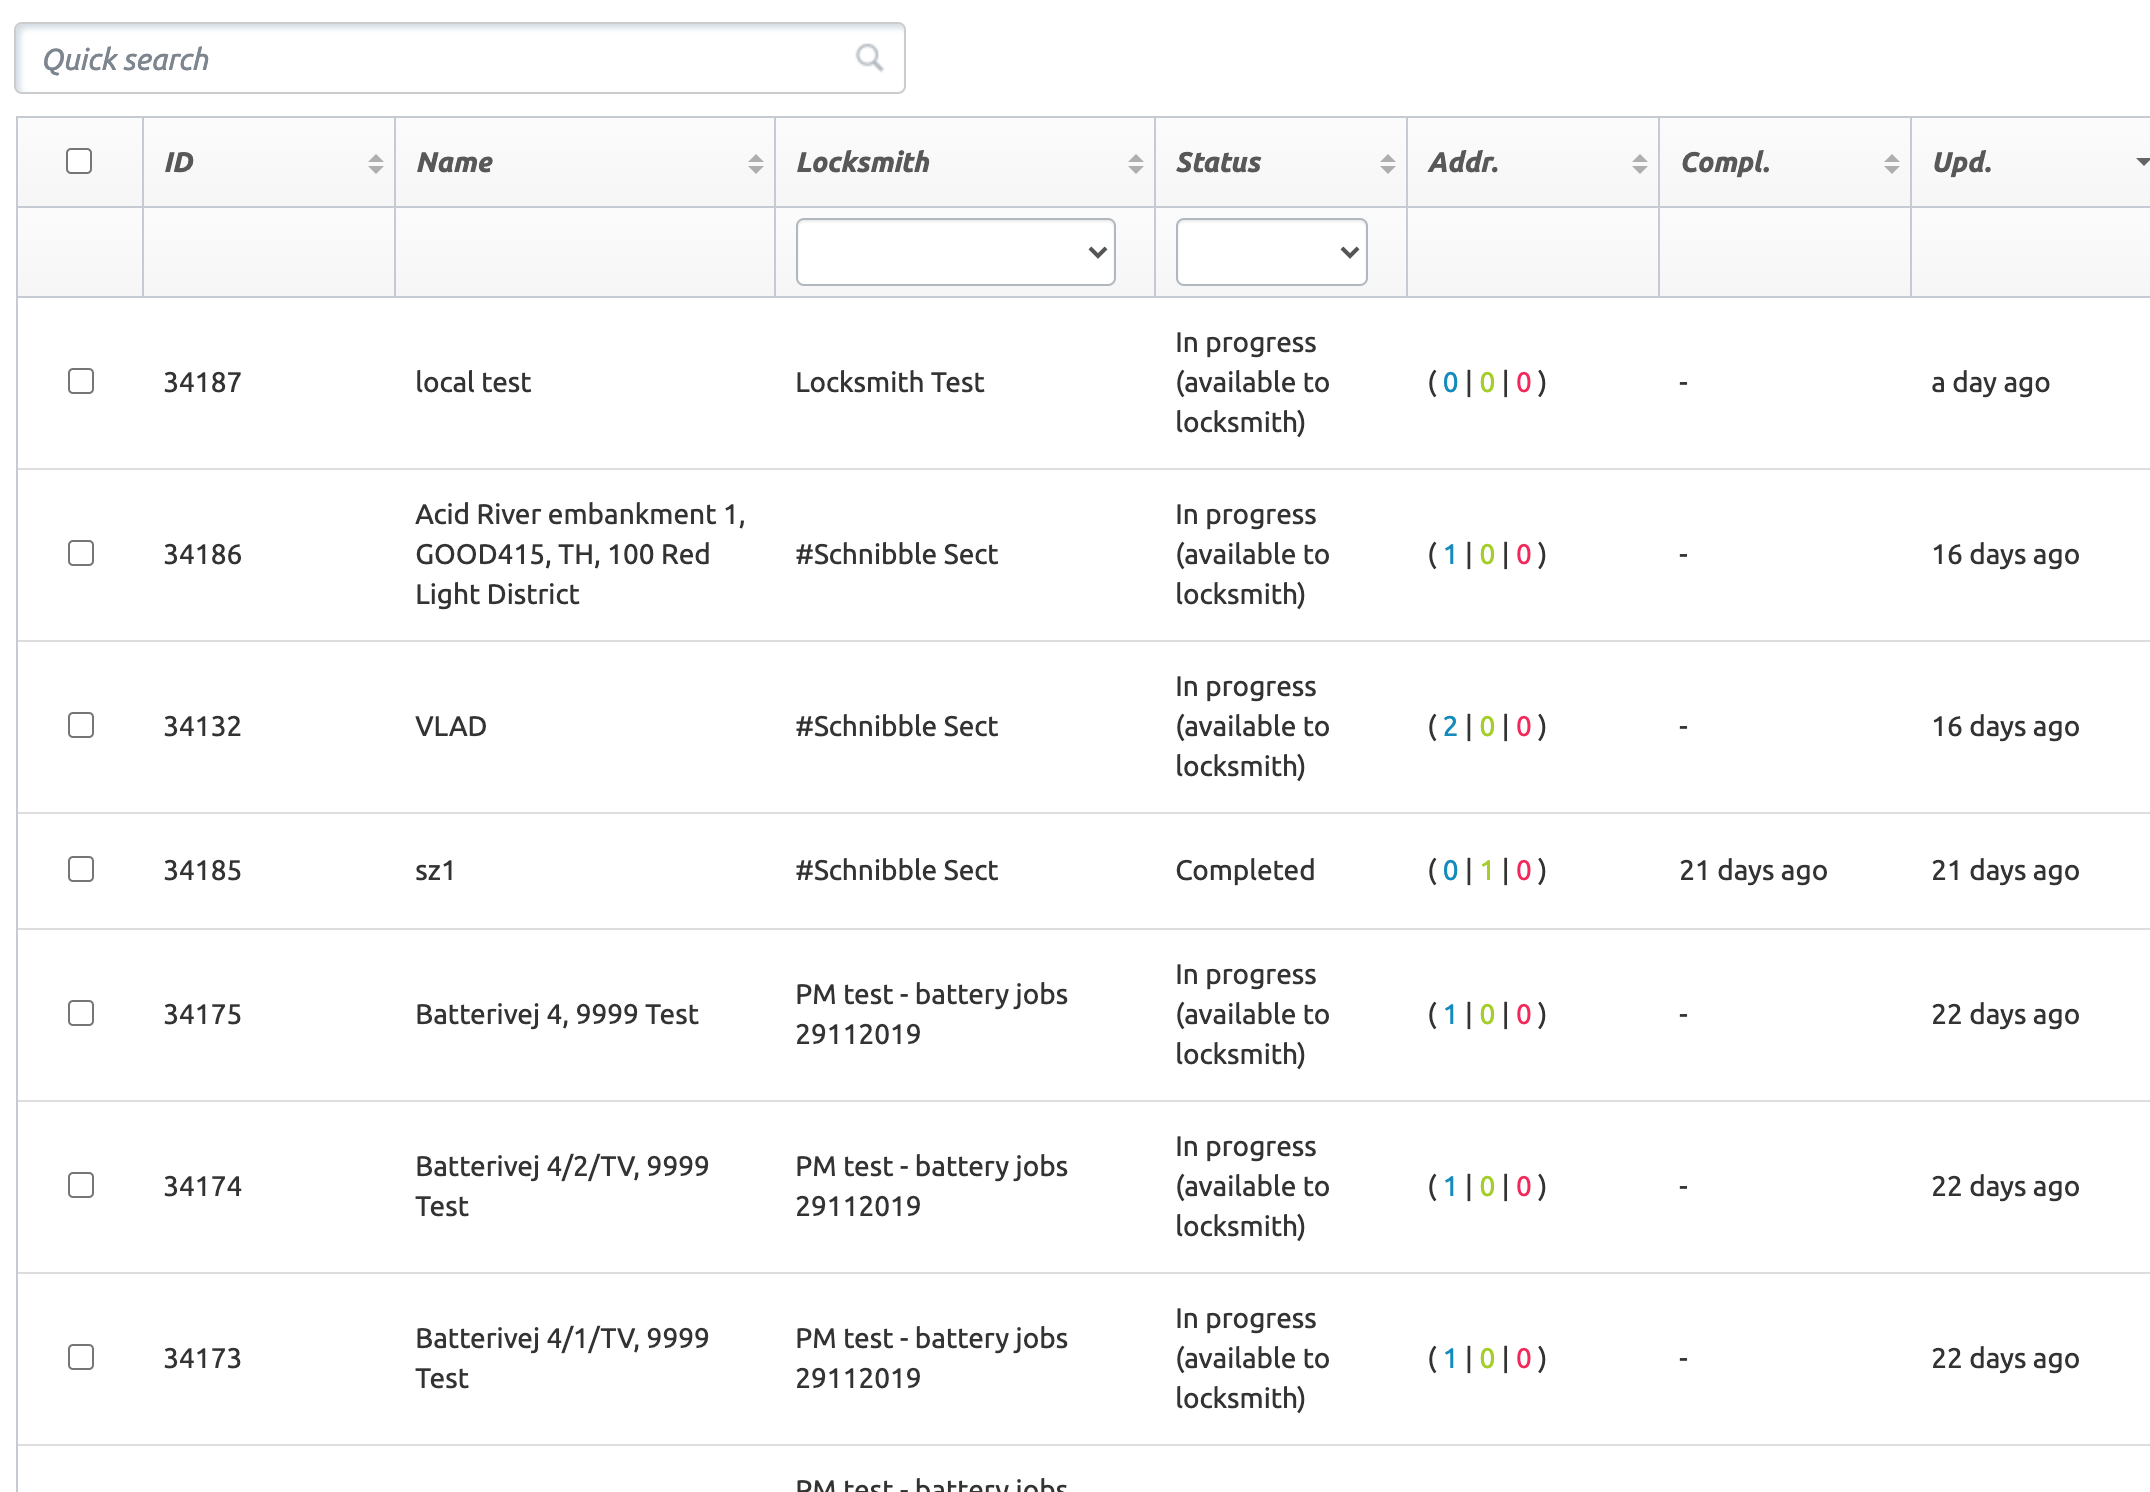 Quick search
ID Name Locksmith Status Addr. Compl. Upd.
In progress
34187 local test Locksmith Test (available to ( 0 | 0 | 0 ) - a day ago
locksmith)
Acid River embankment 1, In progress
34186 GOOD415, TH, 100 Red #Schnibble Sect (available to ( 1 | 0 | 0 ) - 16 days ago
Light District locksmith)
In progress
34132 VLAD #Schnibble Sect (available to ( 2 | 0 | 0 ) - 16 days ago
locksmith)
34185 sz1 #Schnibble Sect Completed ( 0 | 1 | 0 ) 21 days ago 21 days ago
In progress
PM test - battery jobs
34175 Batterivej 4, 9999 Test (available to ( 1 | 0 | 0 ) - 22 days ago
29112019
locksmith)
In progress
Batterivej 4/2/TV, 9999 PM test - battery jobs
34174 (available to ( 1 | 0 | 0 ) - 22 days ago
Test 29112019
locksmith)
In progress
Batterivej 4/1/TV, 9999 PM test - battery jobs
34173 (available to ( 1 | 0 | 0 ) - 22 days ago
Test 29112019
locksmith)
PM test - battery jobs